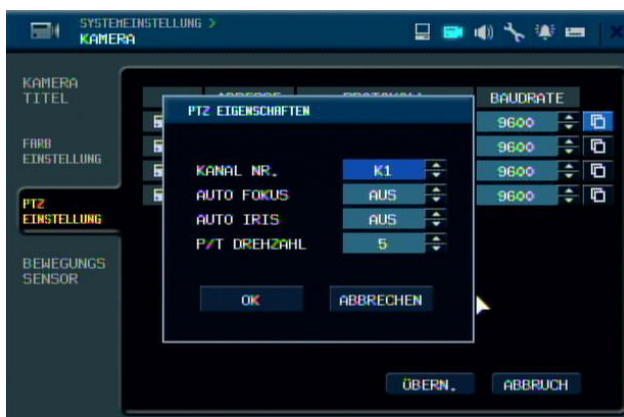 SYSTEMEINSTELLUNG >
KAMERA
KAMERA
TITEL
FARB
EINSTELLUNG
PTZ
EINSTELLUNG
BEWEGUNGS
SENSOR
BAUDRATE
9600
9600
9600
9600
PTZ EIGENSCHAFTEN
KANAL NR. K1
AUTO FOKUS AUS
AUTO IRIS AUS
P/T DREHZAHL 5
OK ABBRECHEN
ÜBERN. ABBRUCH